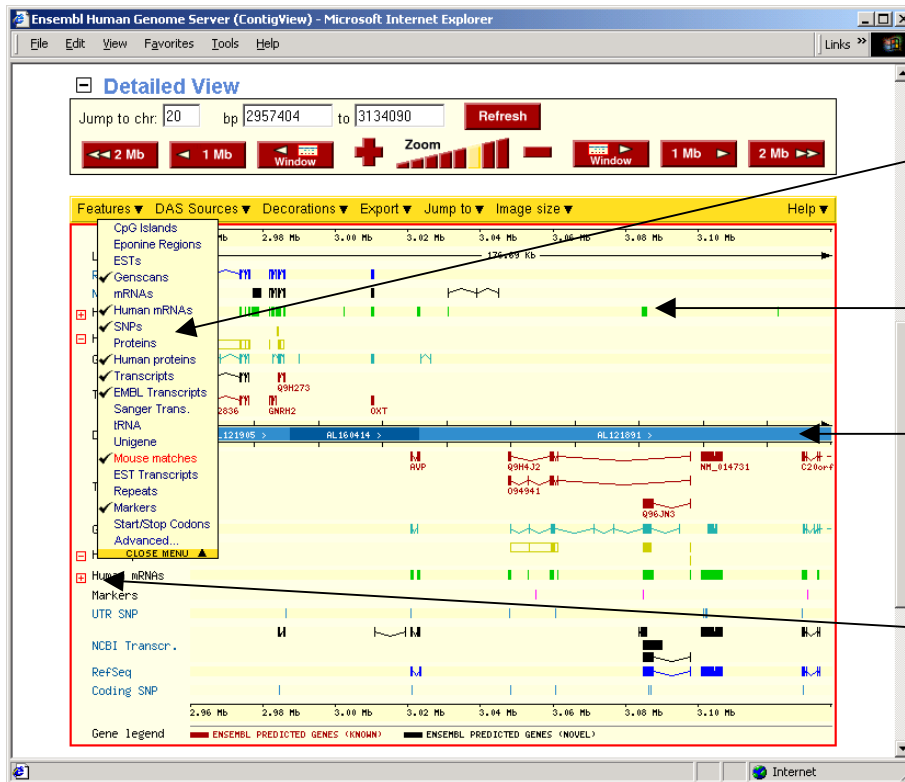 Ensembl Human Genome Server (ContigView) - Microsoft Internet Explorer
File Edit View Favorites Tools Help
Links »
Detailed View
Jump to chr: 20 bp 2957404 to 3134090 Refresh
2 Mb 1 Mb Window Zoom Window 1 Mb 2 Mb
Features DAS Sources Decorations Export Jump to Image size Help
CpG Islands
Eponine Regions
ESTs
Genscans
mRNAs
Human mRNAs
SNPs
Proteins
Human proteins
Transcripts
EMBL Transcripts
Sanger Trans.
tRNA
Unigene
Mouse matches
EST Transcripts
Repeats
Markers
Start/Stop Codons
Advanced...
CLOSE MENU
Mb 2.98 Mb 3.00 Mb 3.02 Mb 3.04 Mb 3.06 Mb 3.08 Mb 3.10 Mb
176.69 Kb
Q9H273
2836 GNRH2 OXT
121905 > AL160414 > AL121891 >
AVP Q9H4J2 NM_014731 C20orf
O94941
Q96JN3
Human mRNAs
Markers
UTR SNP
NCBI Transcr.
RefSeq
Coding SNP
2.96 Mb 2.98 Mb 3.00 Mb 3.02 Mb 3.04 Mb 3.06 Mb 3.08 Mb 3.10 Mb
Gene legend ENSEMBL PREDICTED GENES (KNOWN) ENSEMBL PREDICTED GENES (NOVEL)
Internet